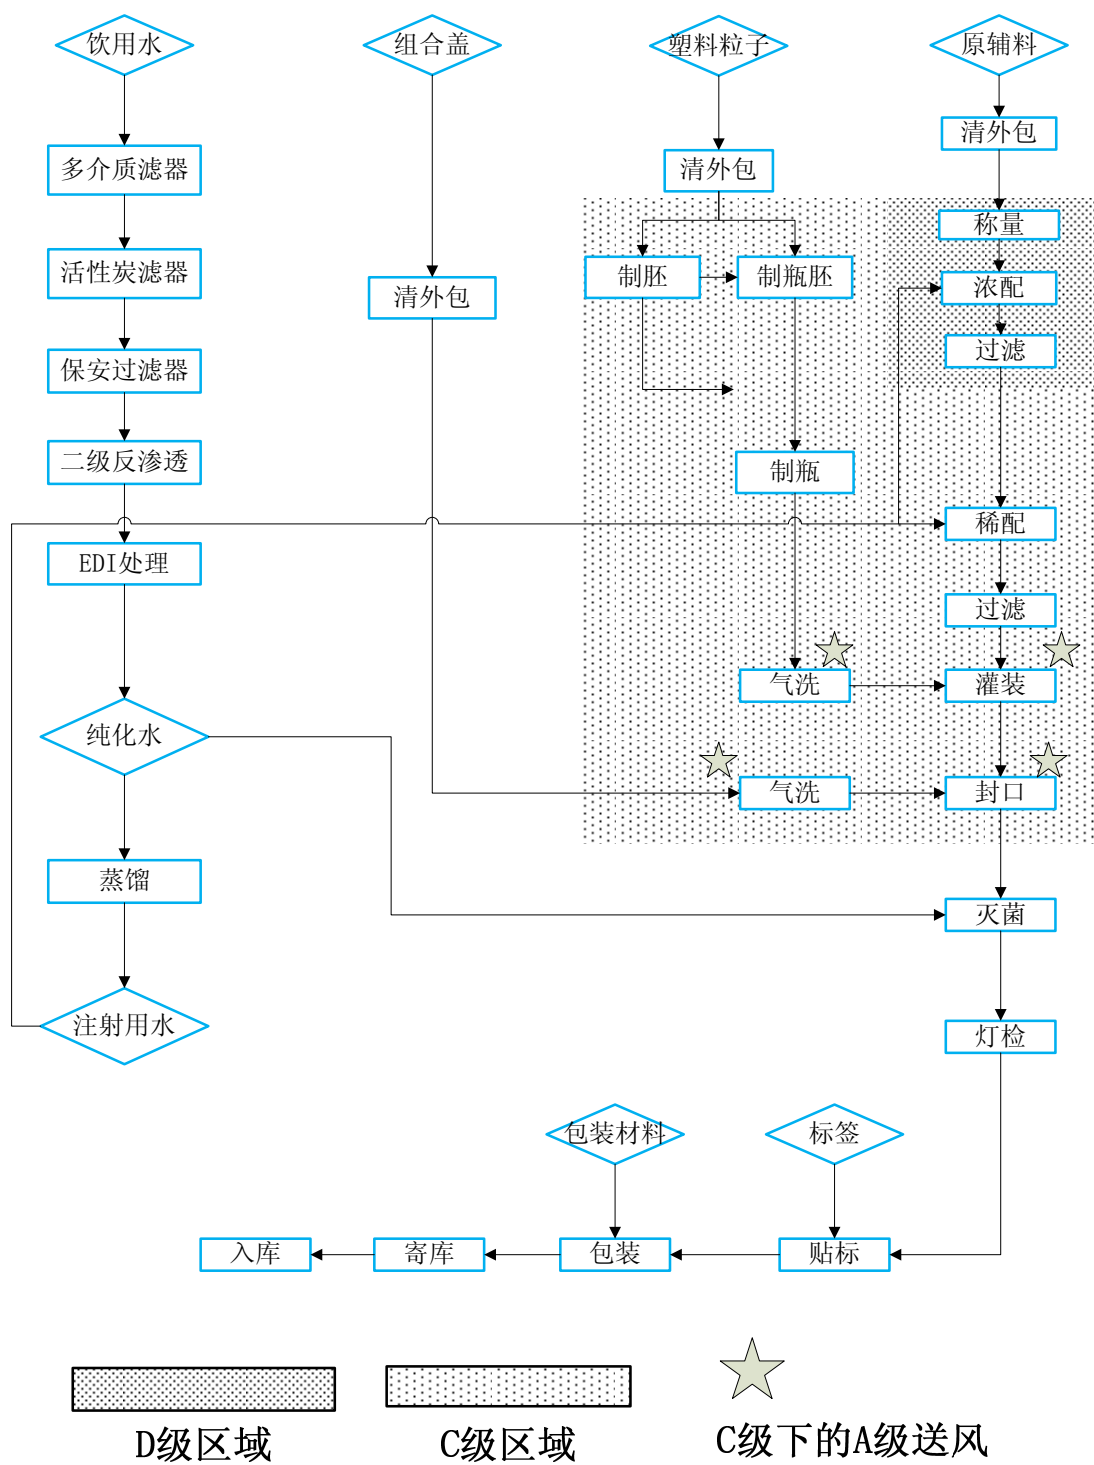 饮用水
组合盖
塑料粒子
原辅料
清外包
多介质滤器
清外包
称量
活性炭滤器
清外包
制胚
制瓶胚
浓配
保安过滤器
过滤
二级反渗透
制瓶
稀配
EDI处理
过滤
气洗
灌装
纯化水
气洗
封口
蒸馏
灭菌
注射用水
灯检
包装材料
标签
入库
寄库
包装
贴标
D级区域
C级区域
C级下的A级送风